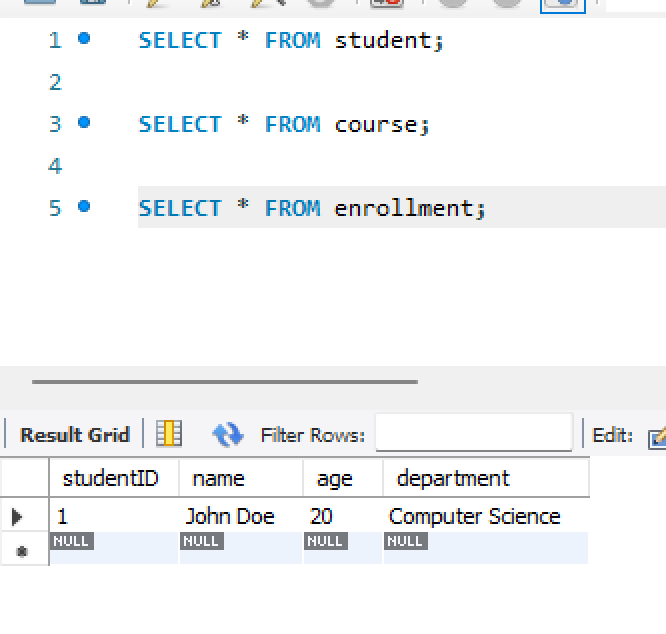 1 SELECT * FROM student;
2
3 SELECT * FROM course;
4
5 SELECT * FROM enrollment;
Result Grid Filter Rows: Edit:
studentID name age department
1 John Doe 20 Computer Science
NULL NULL NULL NULL